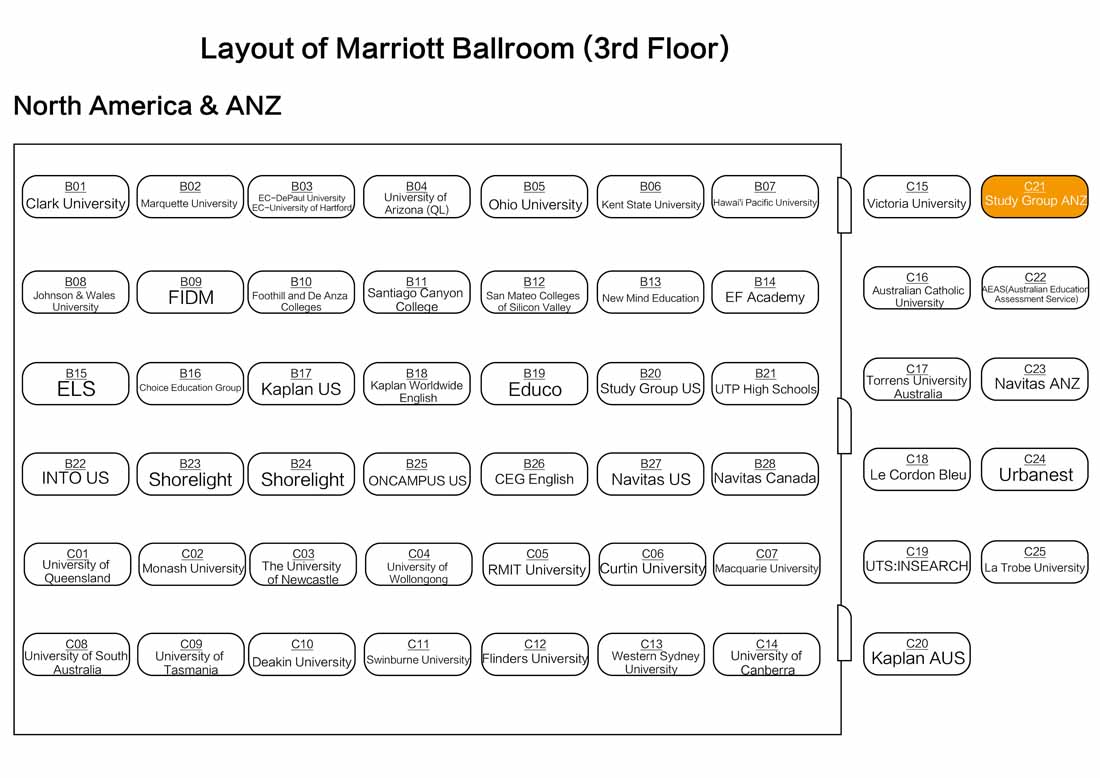 Layout of Marriott Ballroom (3rd Floor)
North America & ANZ
B01
Clark University
B02
Marquette University
B03
EC-DePaul University
EC-University of Hartford
B04
University of
Arizona (QL)
B05
Ohio University
B06
Kent State University
B07
Hawai'i Pacific University
C15
Victoria University
C21
Study Group ANZ
B08
Johnson & Wales
University
B09
FIDM
B10
Foothill and De Anza
Colleges
B11
Santiago Canyon
College
B12
San Mateo Colleges
of Silicon Valley
B13
New Mind Education
B14
EF Academy
C16
Australian Catholic
University
C22
AEAS(Australian Education
Assessment Service)
B15
ELS
B16
Choice Education Group
B17
Kaplan US
B18
Kaplan Worldwide
English
B19
Educo
B20
Study Group US
B21
UTP High Schools
C17
Torrens University
Australia
C23
Navitas ANZ
B22
INTO US
B23
Shorelight
B24
Shorelight
B25
ONCAMPUS US
B26
CEG English
B27
Navitas US
B28
Navitas Canada
C18
Le Cordon Bleu
C24
Urbanest
C01
University of
Queensland
C02
Monash University
C03
The University
of Newcastle
C04
University of
Wollongong
C05
RMIT University
C06
Curtin University
C07
Macquarie University
C19
UTS:INSEARCH
C25
La Trobe University
C08
University of South
Australia
C09
University of
Tasmania
C10
Deakin University
C11
Swinburne University
C12
Flinders University
C13
Western Sydney
University
C14
University of
Canberra
C20
Kaplan AUS